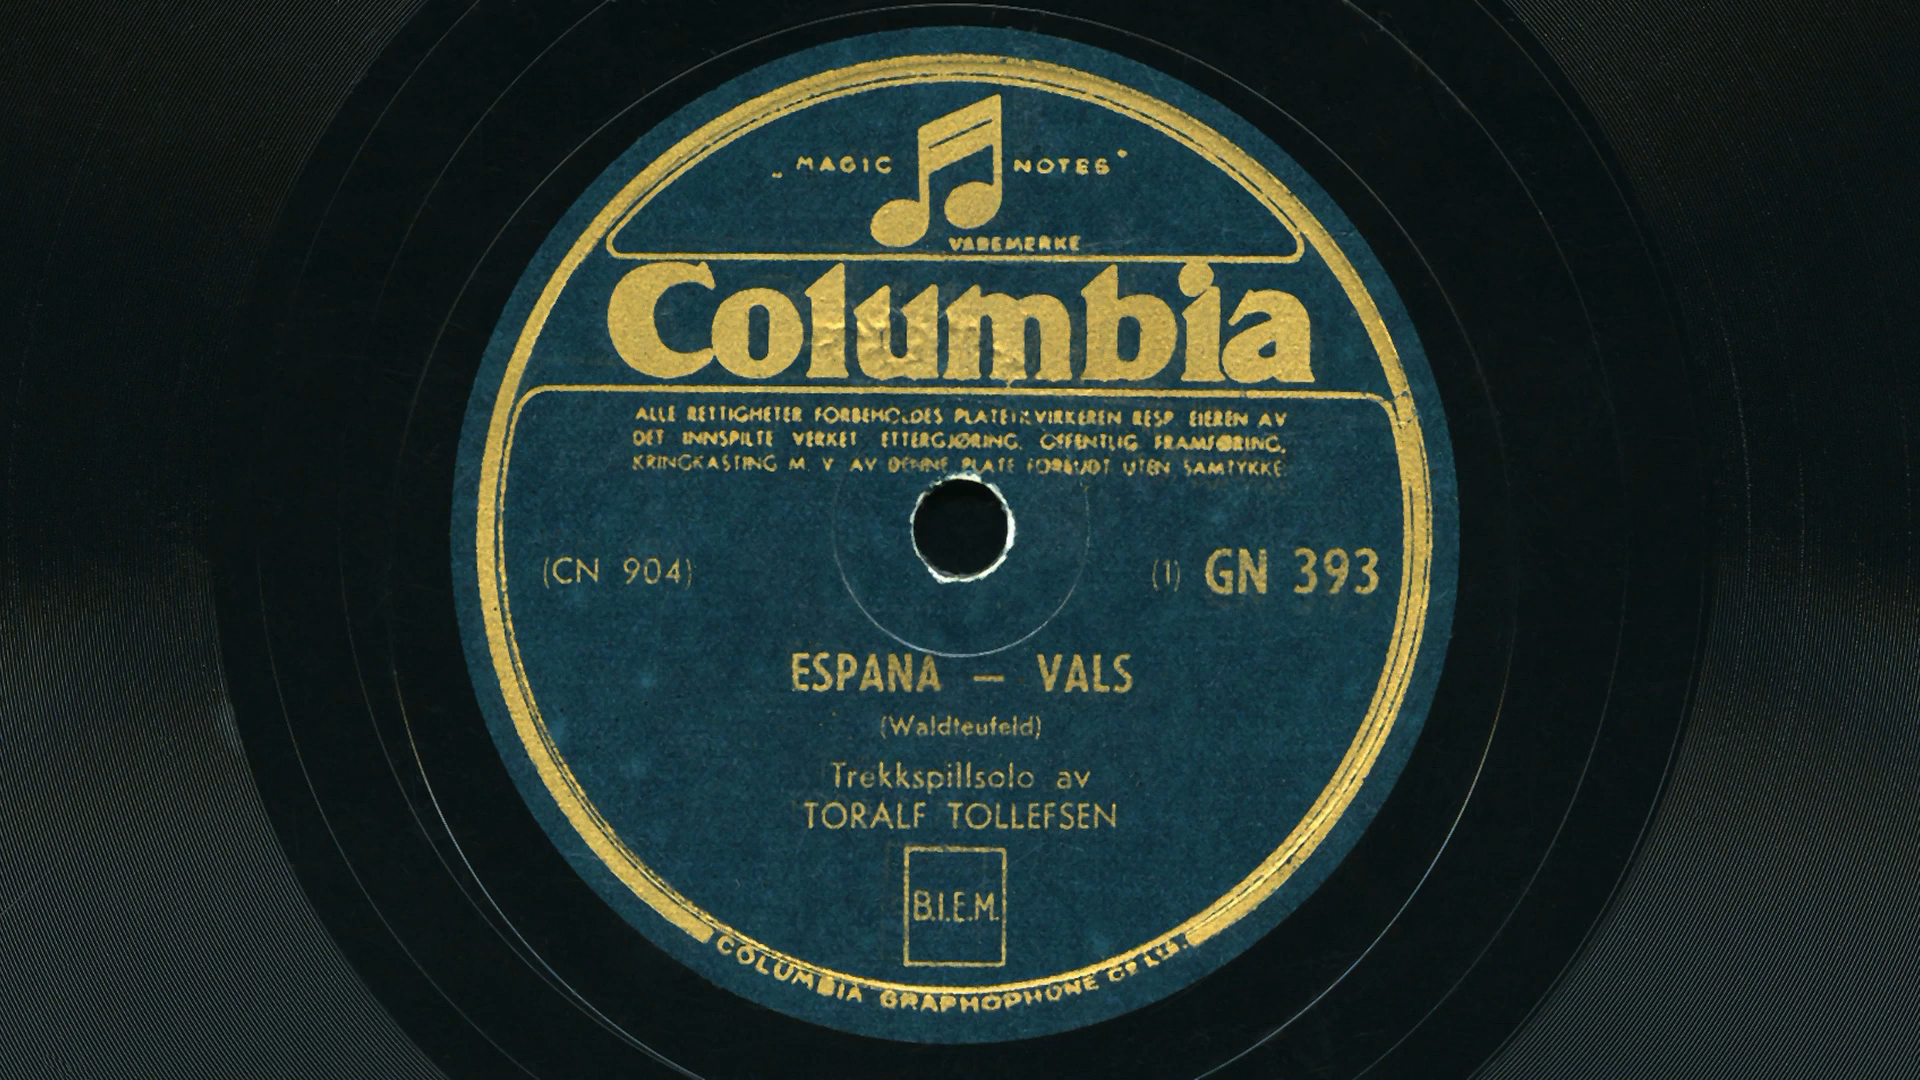 „MAGIC NOTES"
VAREMERKE
Columbia
ALLE RETTIGHETER FORBEHOLDES PLATETILVIRKEREN RESP. EIEREN AV
DET INNSPILTE VERKET ETTERGJØRING, OFFENTLIG FRAMFØRING,
KRINGKASTING M. V. AV DENNE PLATE FORBUDT UTEN SAMTYKKE.
(CN 904) (1) GN 393
ESPANA — VALS
(Waldteufeld)
Trekkspillsolo av
TORALF TOLLEFSEN
B.I.E.M.
COLUMBIA GRAPHOPHONE Co LTD.